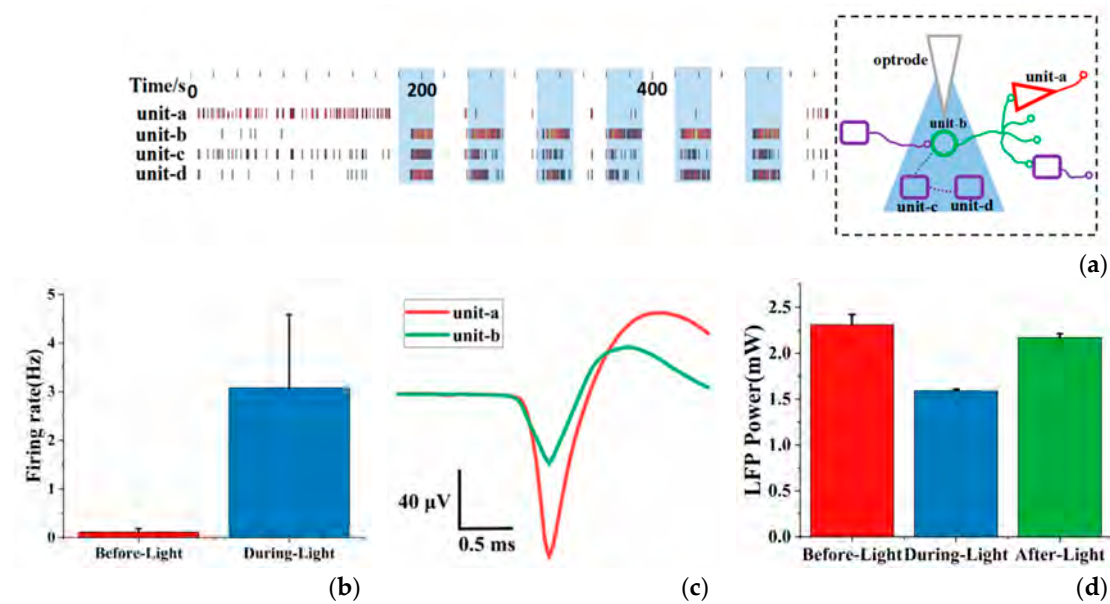 Time/s 0 200 400
unit-a
unit-b
unit-c
unit-d
optrode
unit-a
unit-b
unit-c unit-d
(a)
Firing rate(Hz)
5
4
3
2
1
0
Before-Light During-Light
(b)
unit-a
unit-b
40 μV
0.5 ms
(c)
LFP Power(mW)
2.5
2.0
1.5
1.0
0.5
0.0
Before-Light During-Light After-Light
(d)